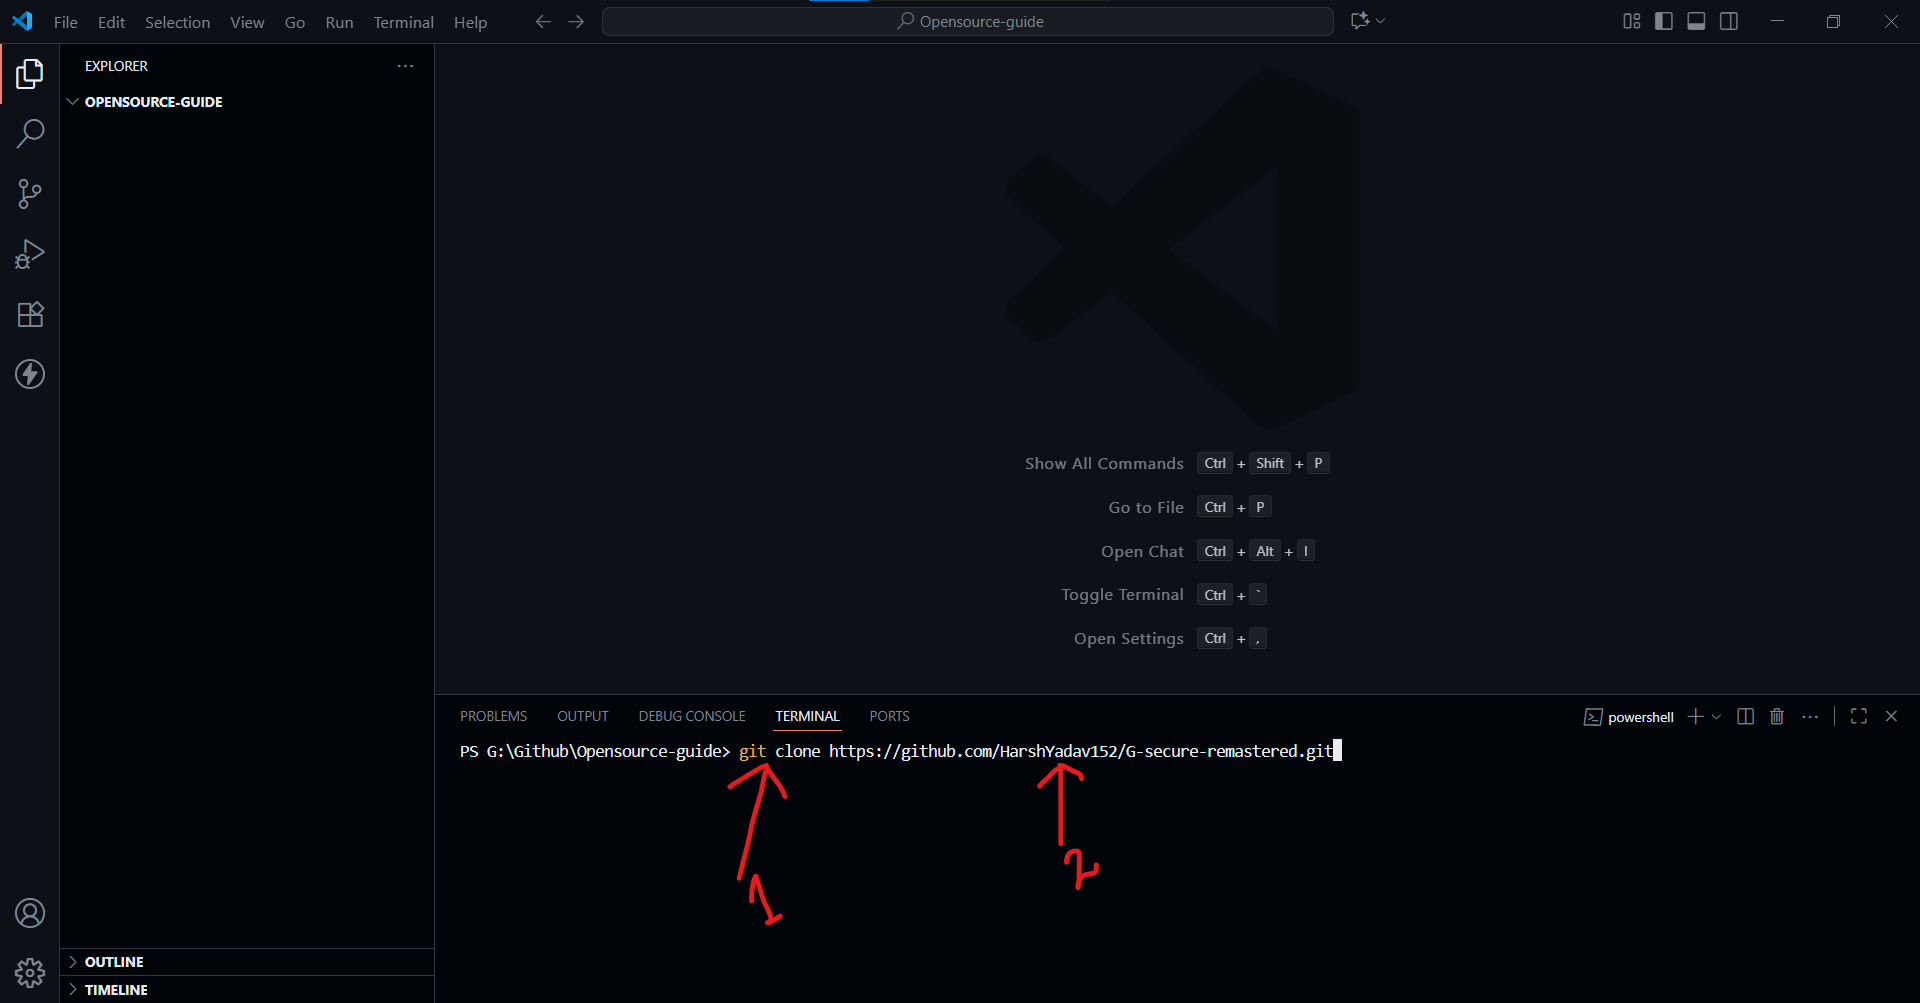 File Edit Selection View Go Run Terminal Help
Opensource-guide
EXPLORER
OPENSOURCE-GUIDE
Show All Commands Ctrl + Shift + P
Go to File Ctrl + P
Open Chat Ctrl + Alt + I
Toggle Terminal Ctrl + `
Open Settings Ctrl + ,
PROBLEMS OUTPUT DEBUG CONSOLE TERMINAL PORTS
powershell
PS G:\Github\Opensource-guide> git clone https://github.com/HarshYadav152/G-secure-remastered.git
1
2
OUTLINE
TIMELINE